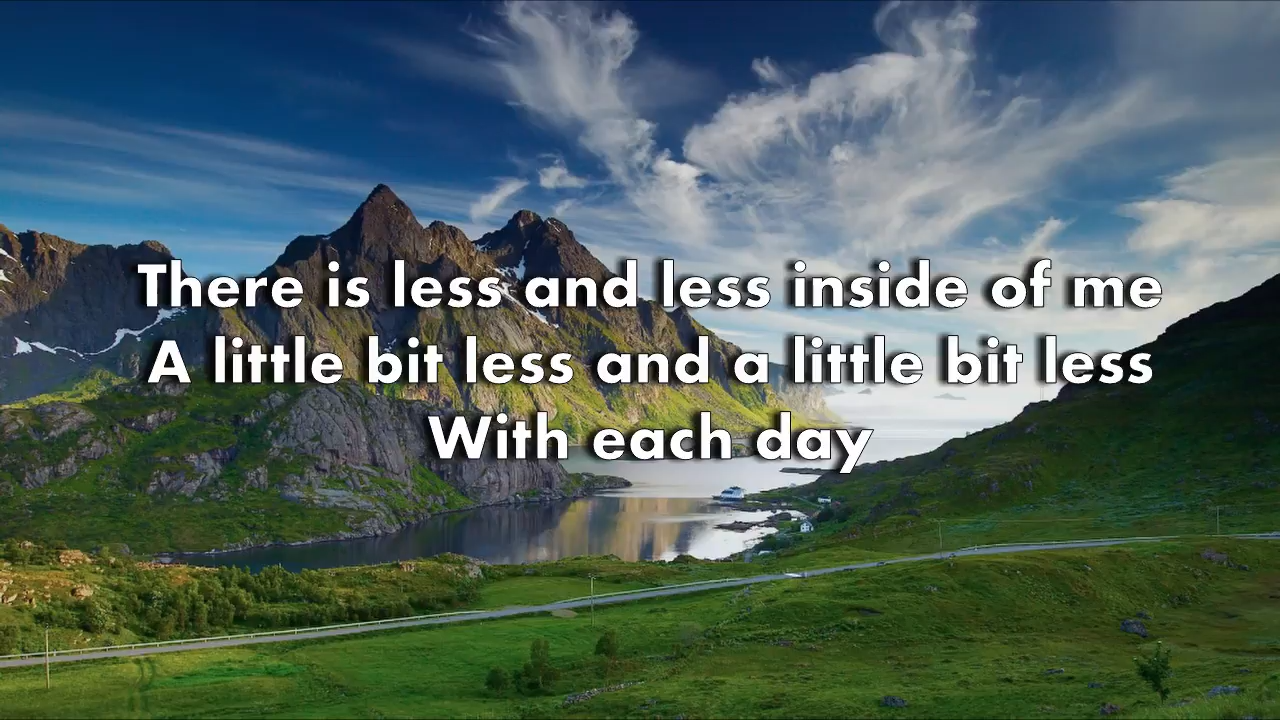 There is less and less inside of me
A little bit less and a little bit less
With each day